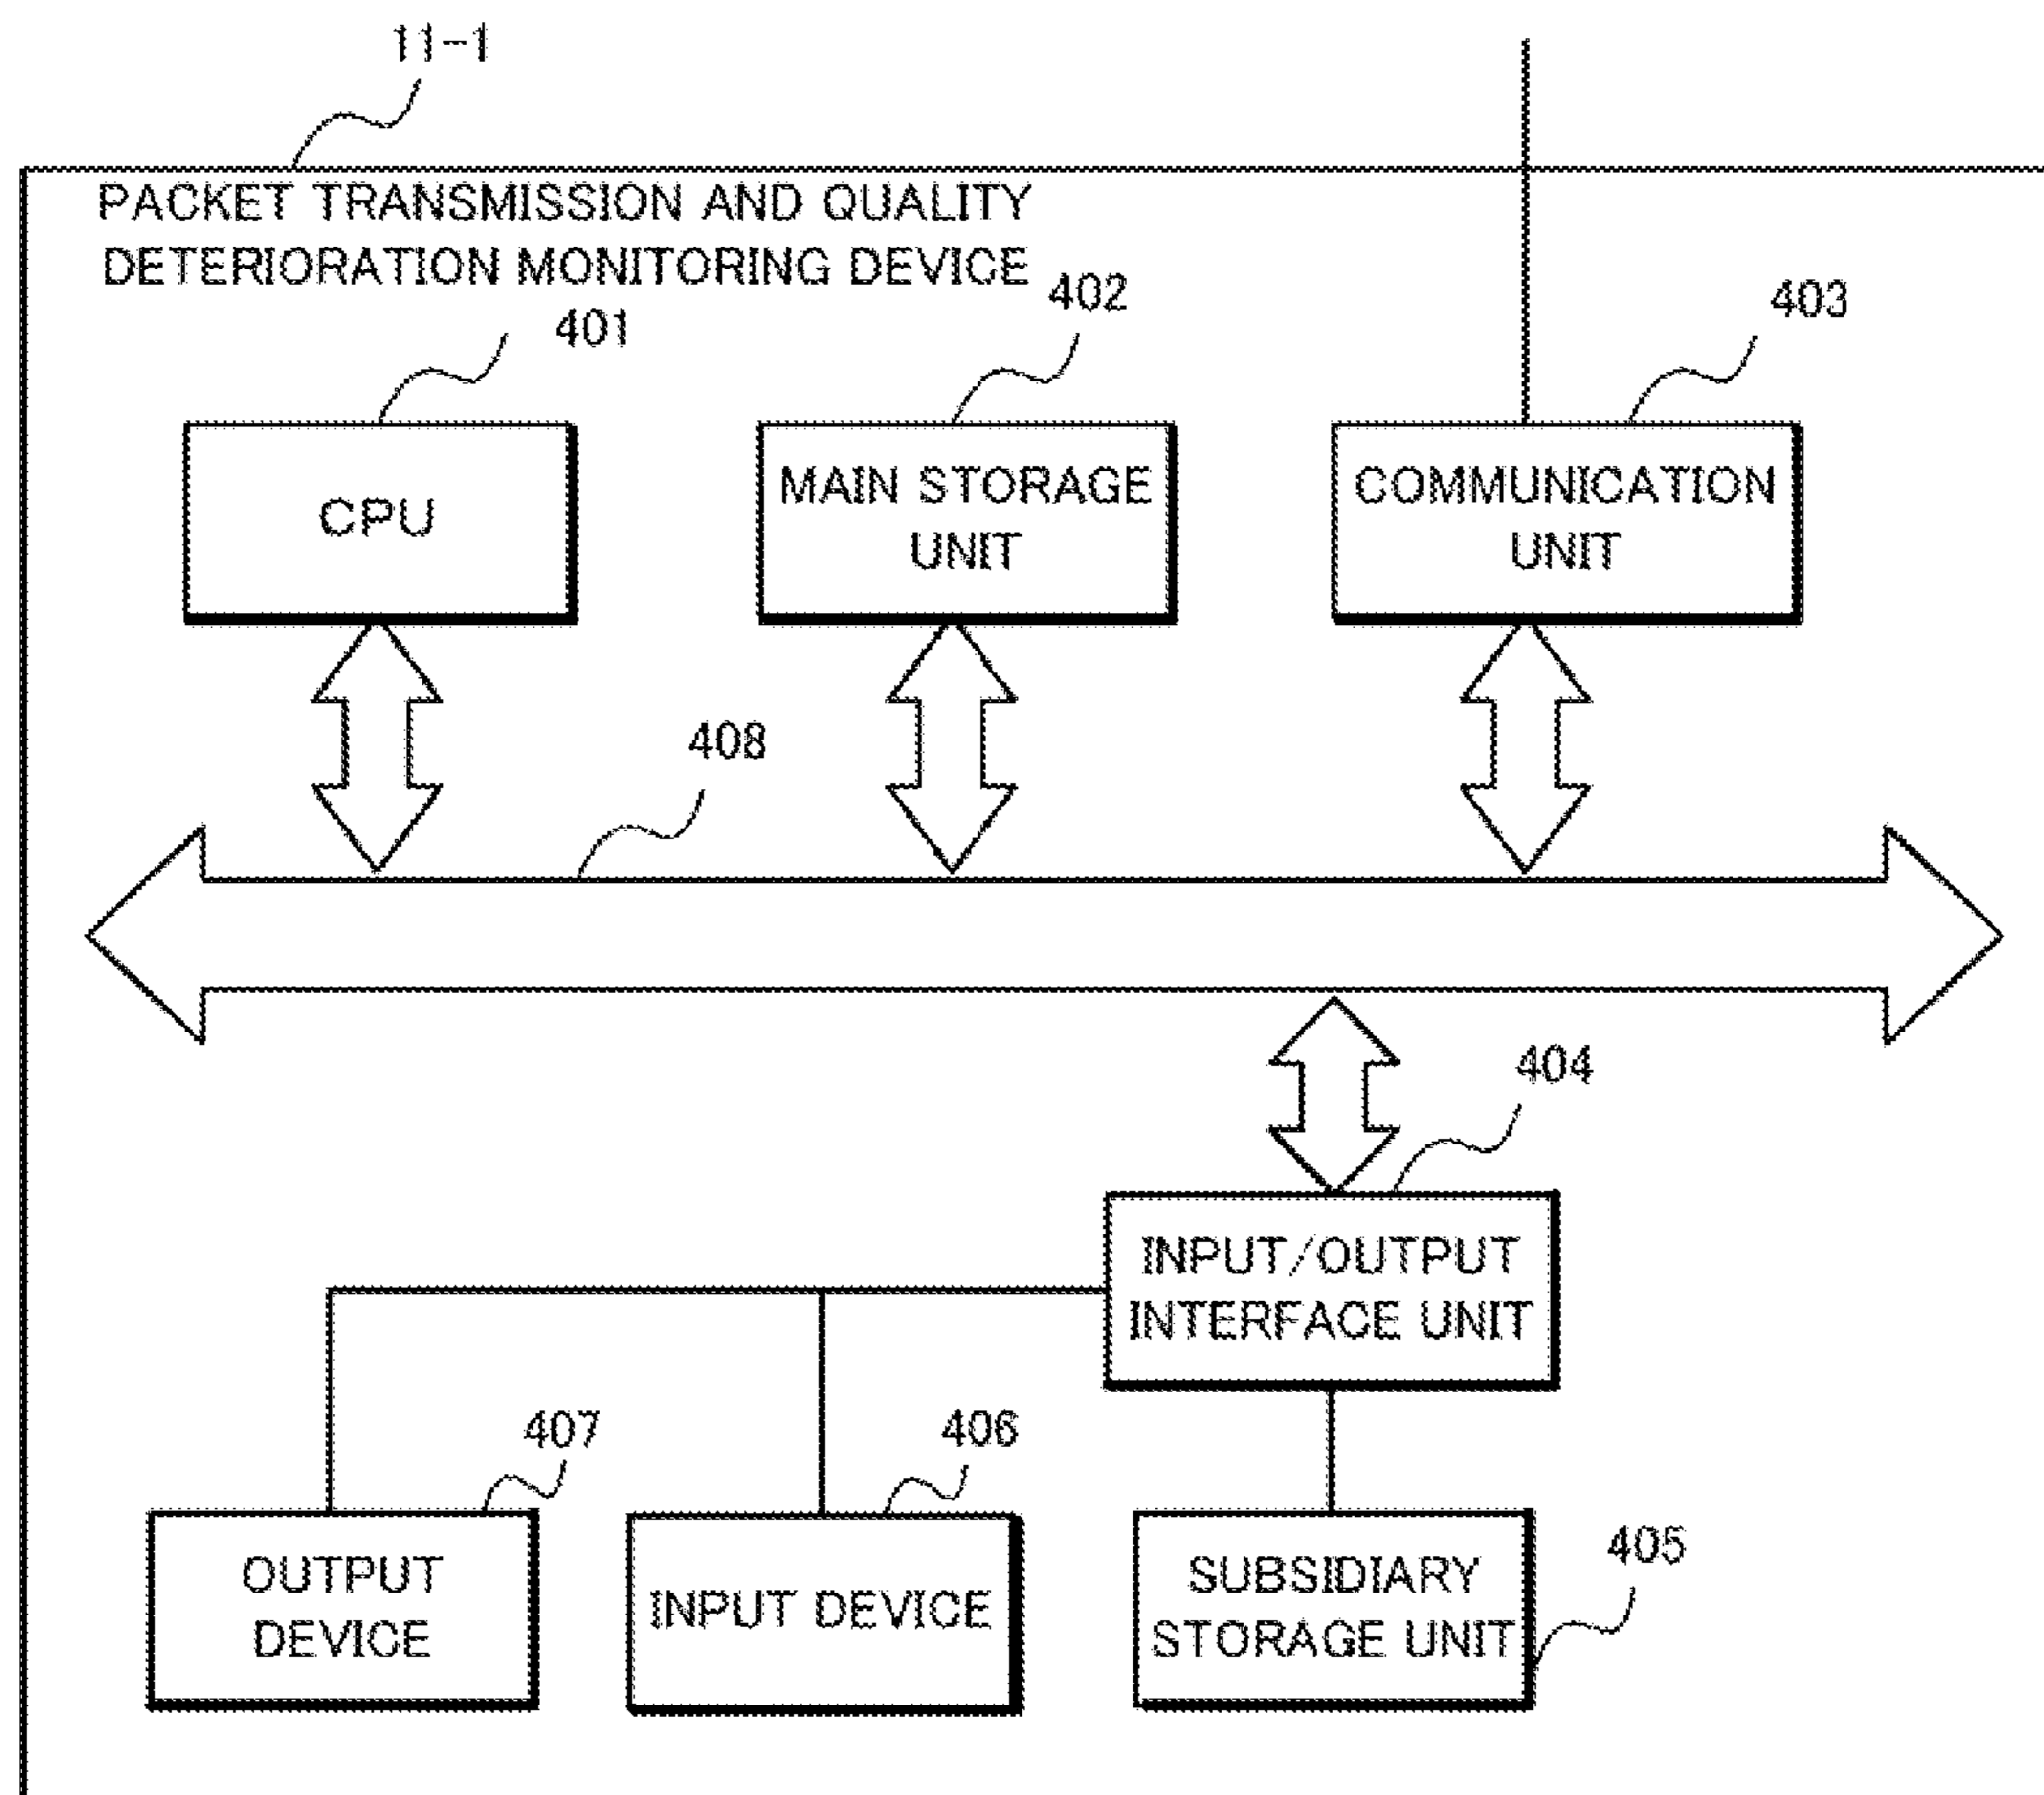 11-1
PACKET TRANSMISSION AND QUALITY
DETERIORATION MONITORING DEVICE
401
402
403
CPU
MAIN STORAGE
UNIT
COMMUNICATION
UNIT
408
404
INPUT/OUTPUT
INTERFACE UNIT
407
406
405
OUTPUT
DEVICE
INPUT DEVICE
SUBSIDIARY
STORAGE UNIT